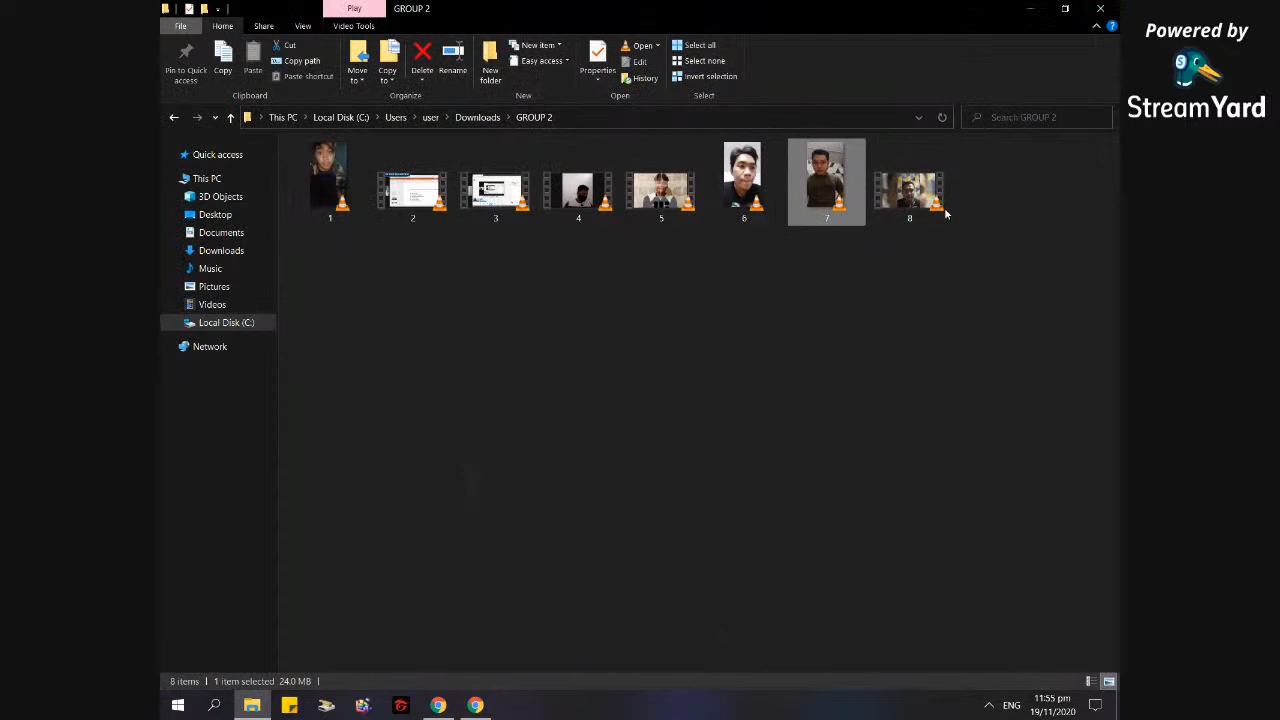 Play
GROUP 2
File
Home
Share
View
Video Tools
Pin to Quick access
Copy
Paste
Cut
Copy path
Paste shortcut
Clipboard
Move to
Copy to
Delete
Rename
Organize
New folder
New item
Easy access
New
Properties
Open
Edit
History
Open
Select all
Select none
Invert selection
Select
This PC
Local Disk (C:)
Users
user
Downloads
GROUP 2
Search GROUP 2
Quick access
This PC
3D Objects
Desktop
Documents
Downloads
Music
Pictures
Videos
Local Disk (C:)
Network
1
2
3
4
5
6
7
8
8 items
1 item selected 24.0 MB
ENG
11:55 pm
19/11/2020
Powered by
S
StreamYard